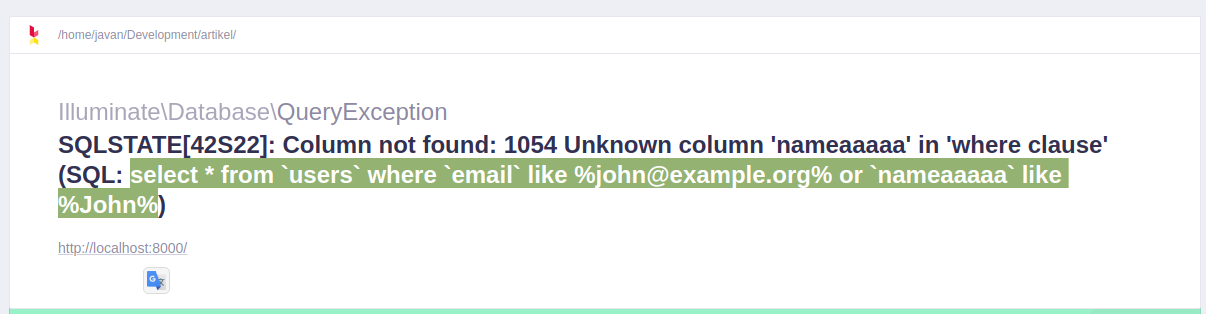 /home/javan/Development/artikel/
Illuminate\Database\QueryException
SQLSTATE[42S22]: Column not found: 1054 Unknown column 'nameaaaaa' in 'where clause'
(SQL: select * from `users` where `email` like %john@example.org% or `nameaaaaa` like
%John%)
http://localhost:8000/